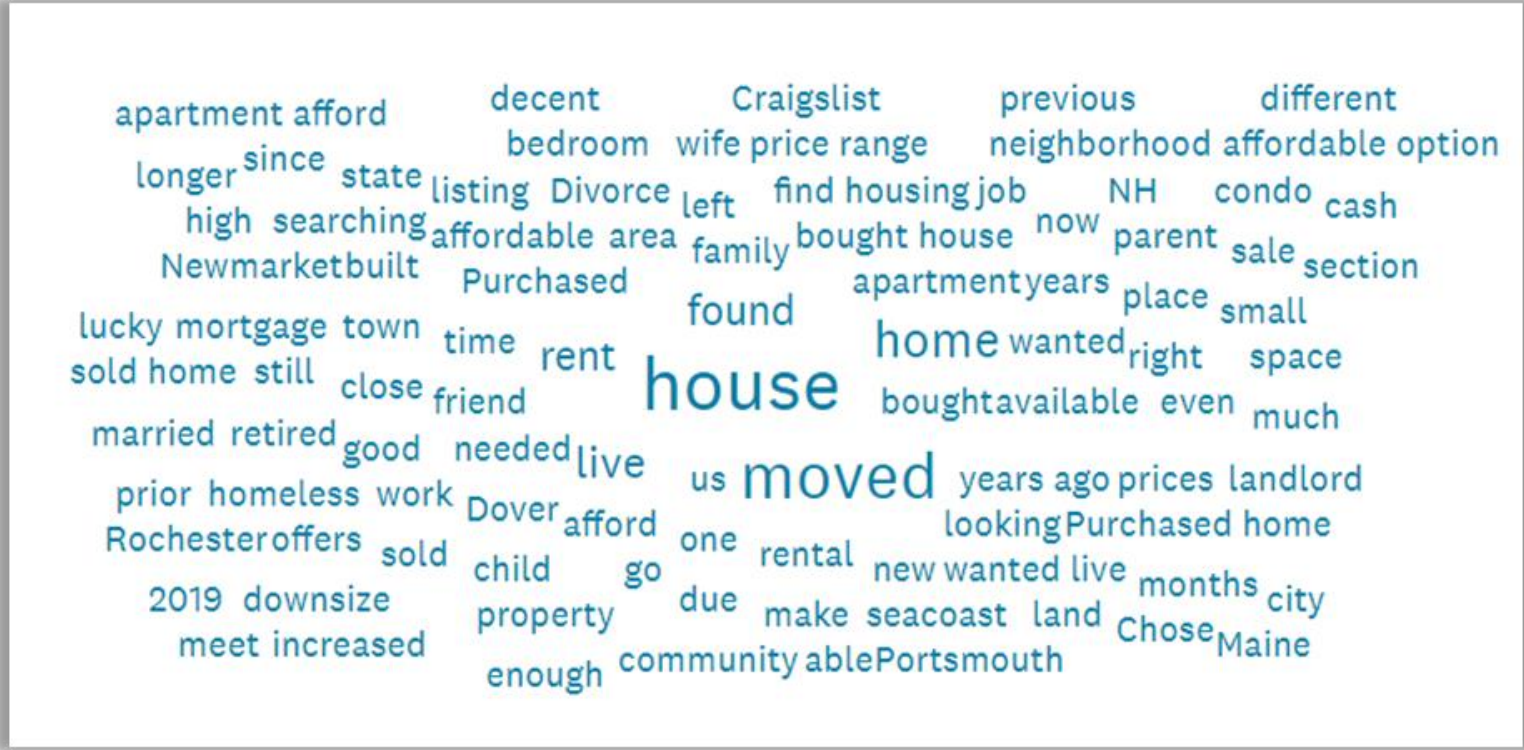 decent Craigslist previous different
apartment afford
bedroom wife price range neighborhood affordable option
since
longer state listing Divorce left find housing job NH condo cash
high searching affordable area family bought house now parent sale section
Newmarket built Purchased apartment years place small
found
lucky mortgage town time rent home wanted right space
sold home still close friend house bought available even much
married retired good needed live us moved years ago prices landlord
prior homeless work Dover afford looking Purchased home
Rochester offers sold child go one rental new wanted live months city
2019 downsize property due make seacoast land Chose Maine
meet increased enough community able Portsmouth